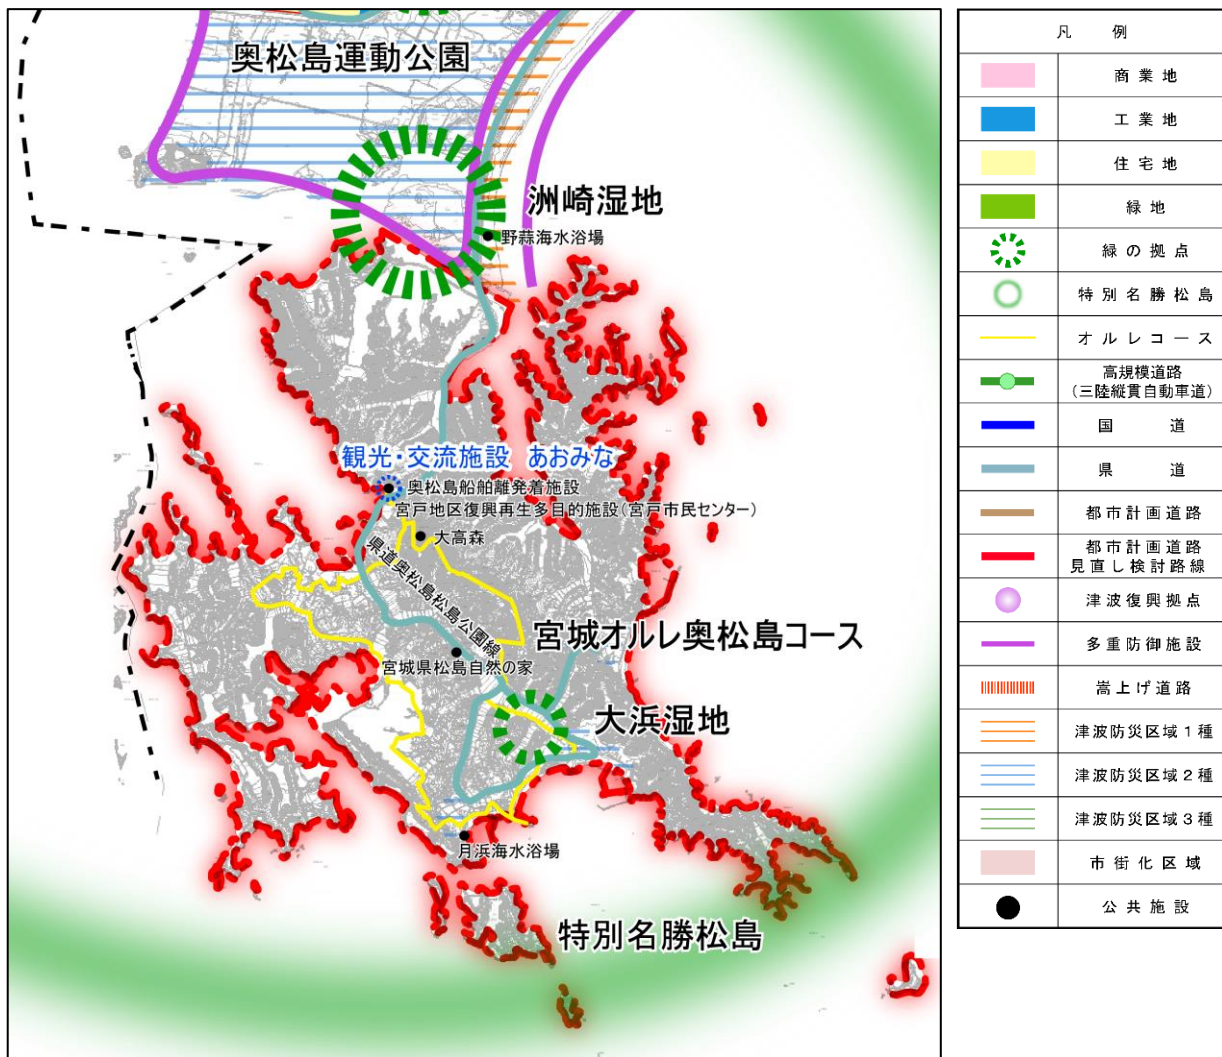 奥松島運動公園
洲崎湿地
野蒜海水浴場
観光・交流施設 あおみな
奥松島船舶離発着施設
宮戸地区復興再生多目的施設(宮戸市民センター)
大高森
県道奥松島松島公園線
宮城オルレ奥松島コース
宮城県松島自然の家
大浜湿地
月浜海水浴場
特別名勝松島
凡例
商業地
工業地
住宅地
緑地
緑の拠点
特別名勝松島
オルレコース
高規模道路
(三陸縦貫自動車道)
国道
県道
都市計画道路
都市計画道路
見直し検討路線
津波復興拠点
多重防御施設
嵩上げ道路
津波防災区域1種
津波防災区域2種
津波防災区域3種
市街化区域
公共施設